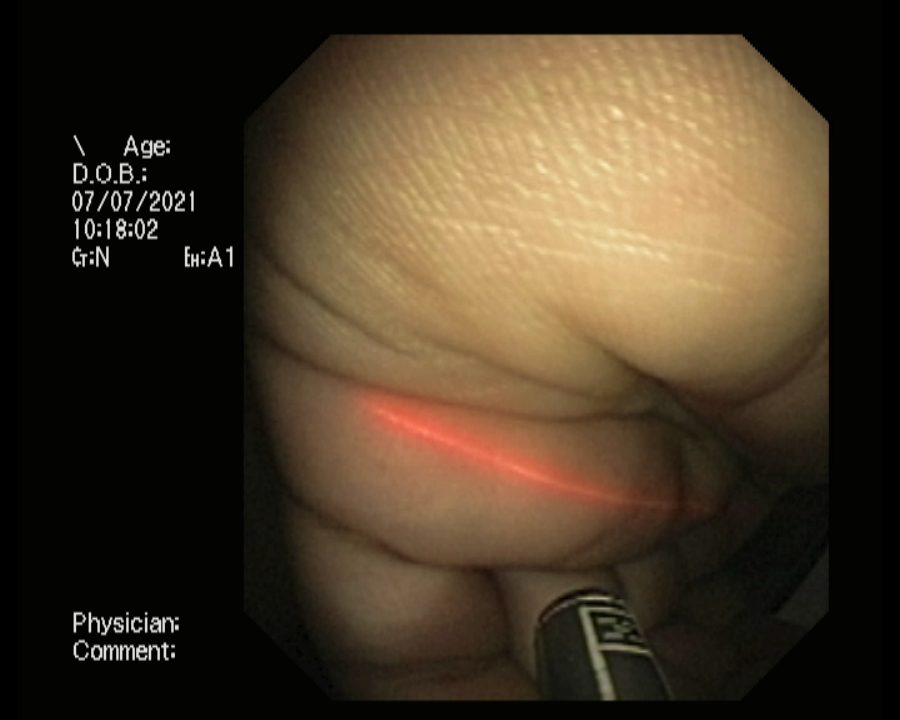 \ Age:
D.O.B.:
07/07/2021
10:18:02
Cr:N Eh:A1
Physician:
Comment: